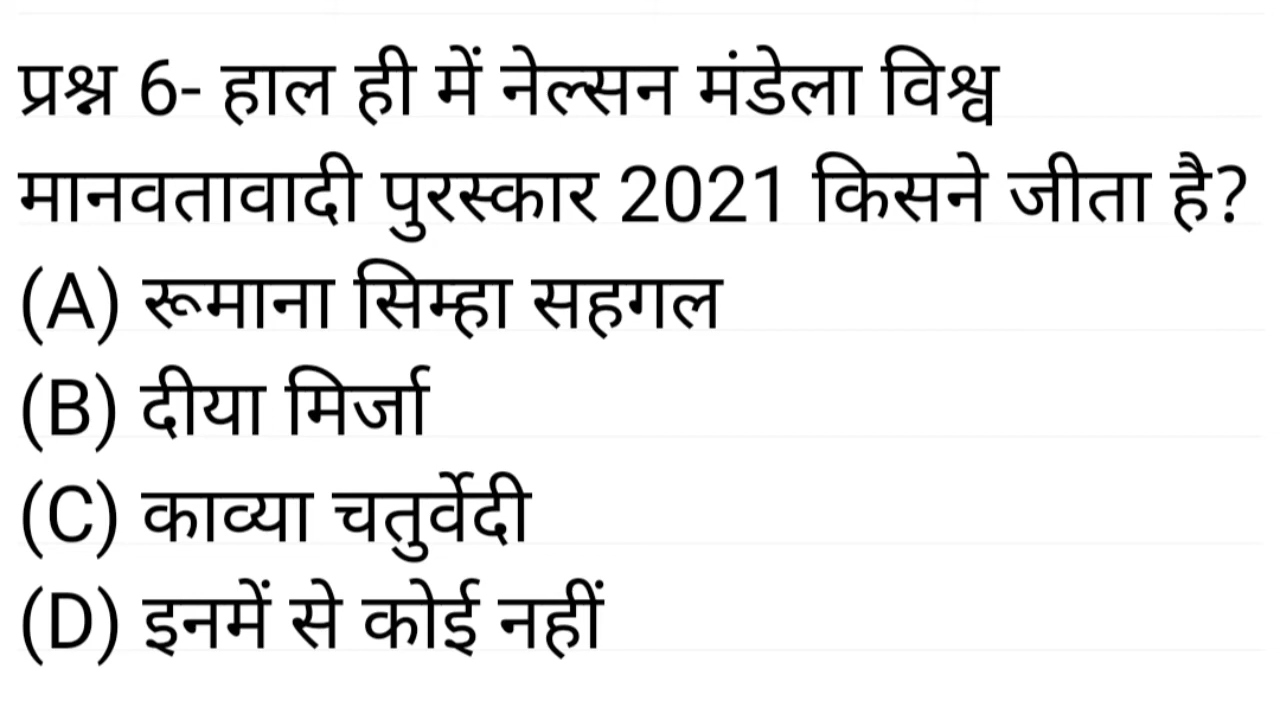 प्रश्न 6- हाल ही में नेल्सन मंडेला विश्व
मानवतावादी पुरस्कार 2021 किसने जीता है?
(A) रूमाना सिम्हा सहगल
(B) दीया मिर्जा
(C) काव्या चतुर्वेदी
(D) इनमें से कोई नहीं